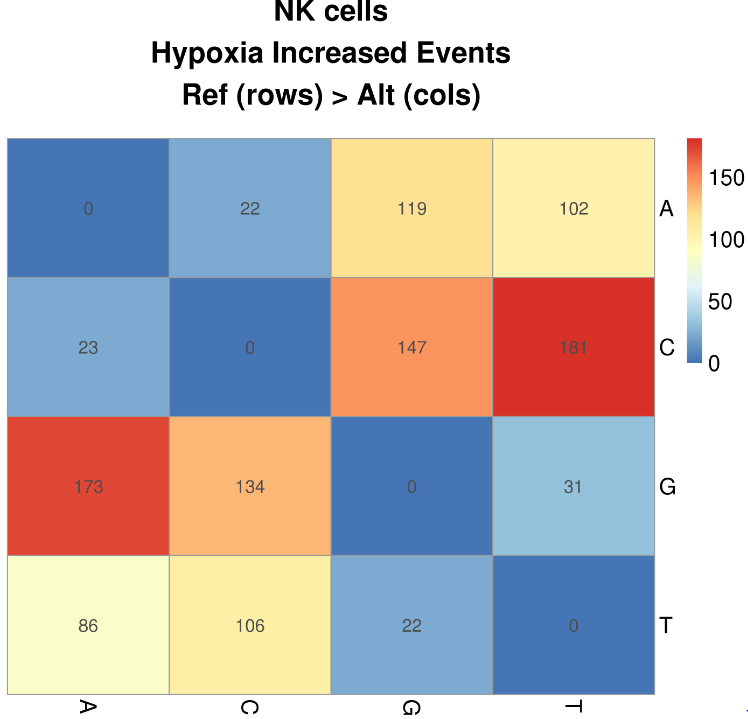 NK cells
Hypoxia Increased Events
Ref (rows) > Alt (cols)
0 22 119 102 A
23 0 147 181 C
173 134 0 31 G
86 106 22 0 T
A C G T
150
100
50
0